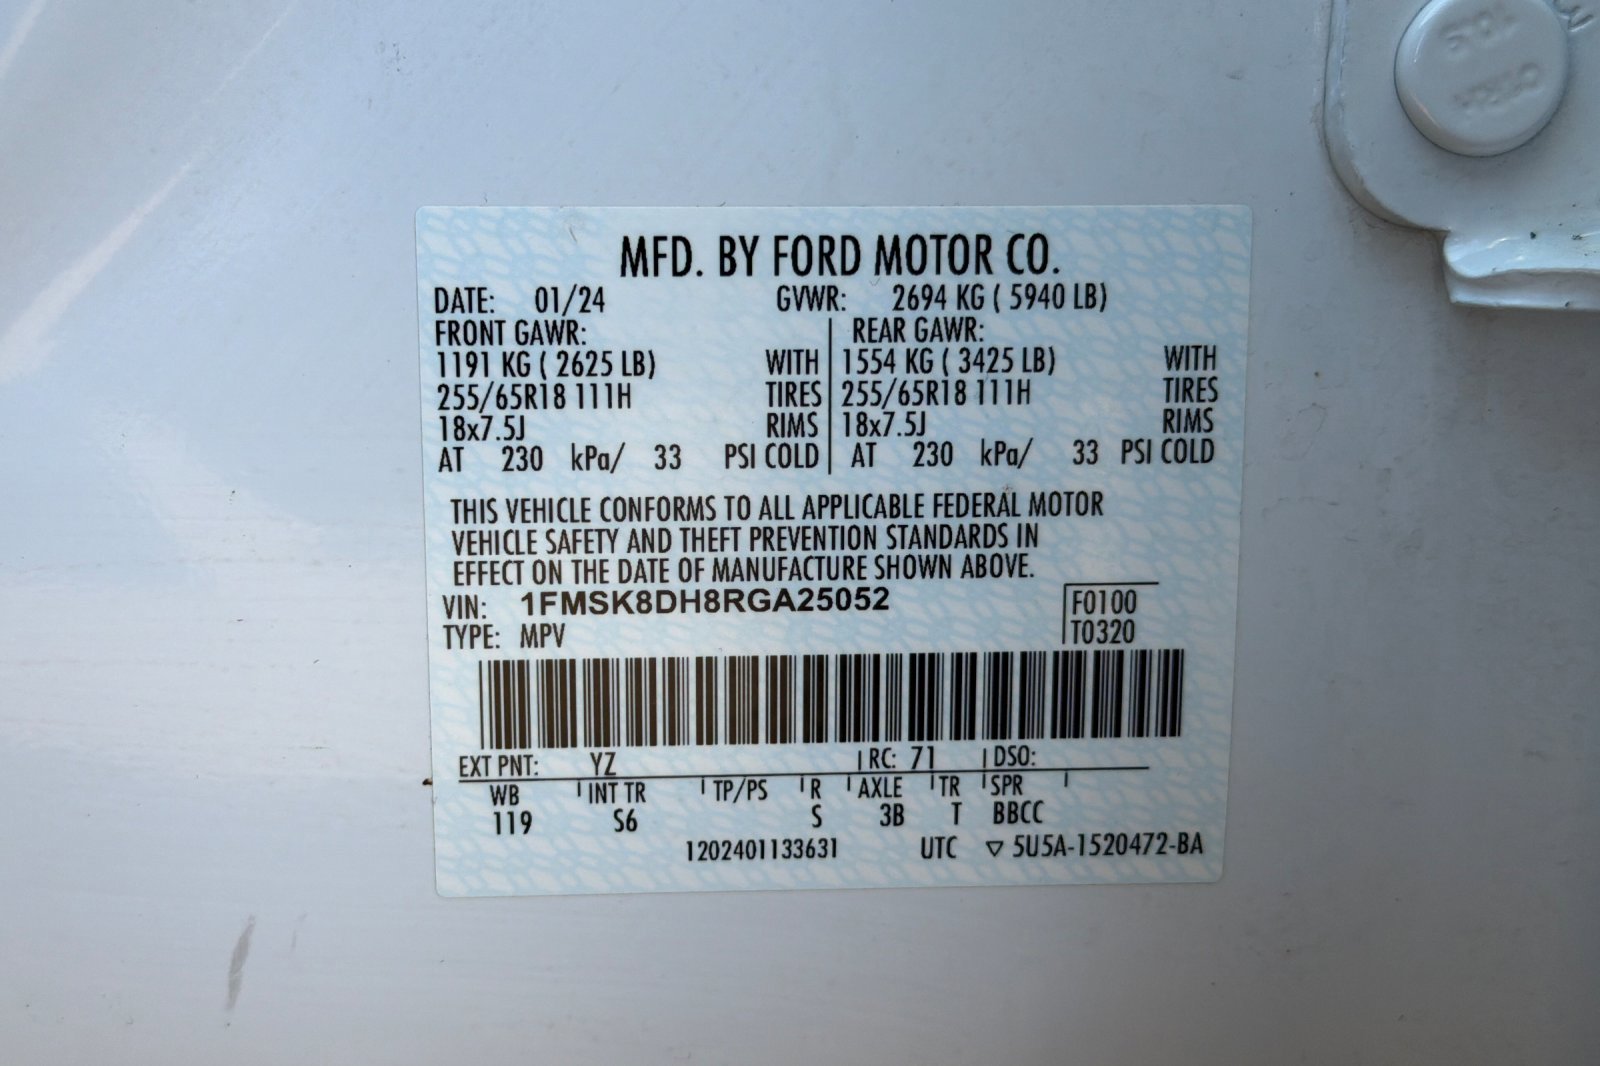 MFD. BY FORD MOTOR CO.
DATE: 01/24 GVWR: 2694 KG ( 5940 LB)
FRONT GAWR: REAR GAWR:
1191 KG ( 2625 LB) WITH 1554 KG ( 3425 LB) WITH
255/65R18 111H TIRES 255/65R18 111H TIRES
18x7.5J RIMS 18x7.5J RIMS
AT 230 kPa/ 33 PSI COLD AT 230 kPa/ 33 PSI COLD
THIS VEHICLE CONFORMS TO ALL APPLICABLE FEDERAL MOTOR
VEHICLE SAFETY AND THEFT PREVENTION STANDARDS IN
EFFECT ON THE DATE OF MANUFACTURE SHOWN ABOVE.
VIN: 1FMSK8DH8RGA25052 F0100
TYPE: MPV T0320
EXT PNT: YZ RC: 71 DSO:
WB INT TR TP/PS R AXLE TR SPR
119 S6 S 3B T BBCC
1202401133631 UTC ▽ 5U5A-1520472-BA
10.9